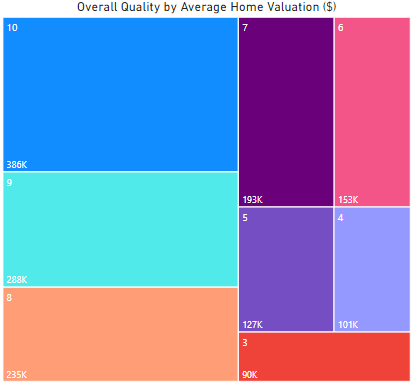 Overall Quality by Average Home Valuation ($)
10
386K
9
288K
8
235K
7
193K
6
153K
5
127K
4
101K
3
90K